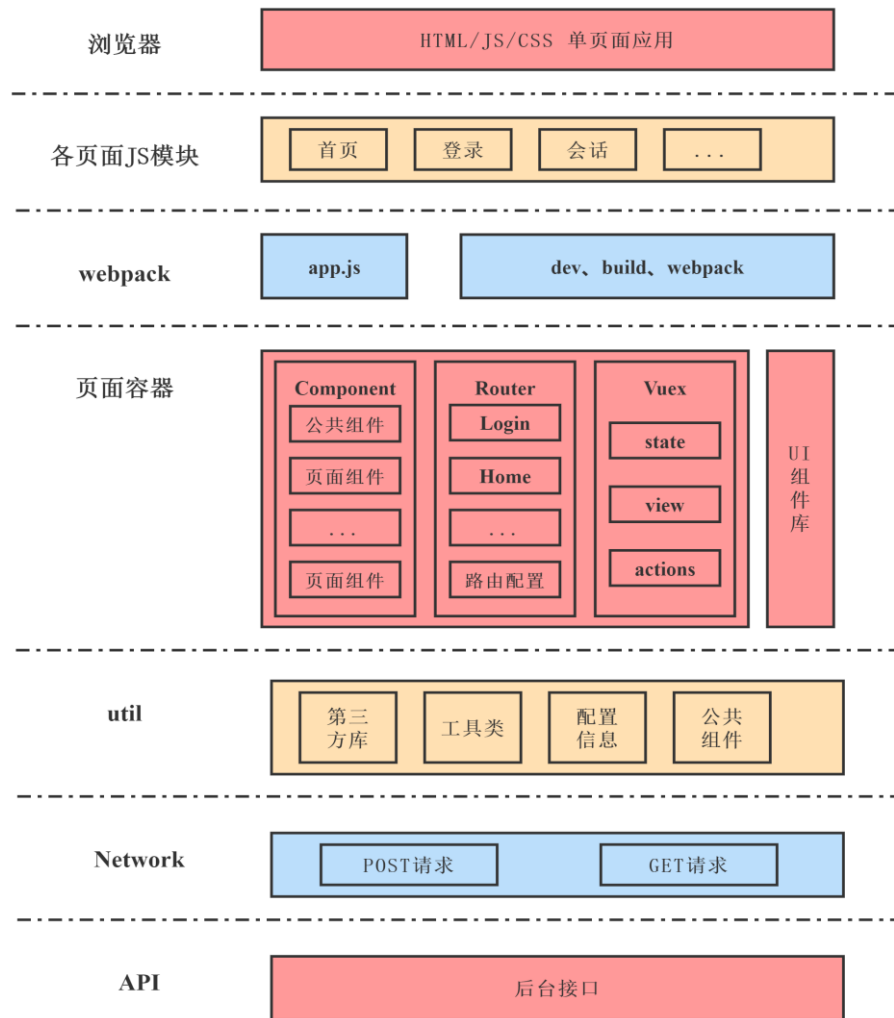 浏览器
HTML/JS/CSS 单页面应用
各页面JS模块
首页
登录
会话
...
webpack
app.js
dev、build、webpack
页面容器
Component
公共组件
页面组件
...
页面组件
Router
Login
Home
...
路由配置
Vuex
state
view
actions
UI
组
件
库
util
第三
方库
工具类
配置
信息
公共
组件
Network
POST请求
GET请求
API
后台接口